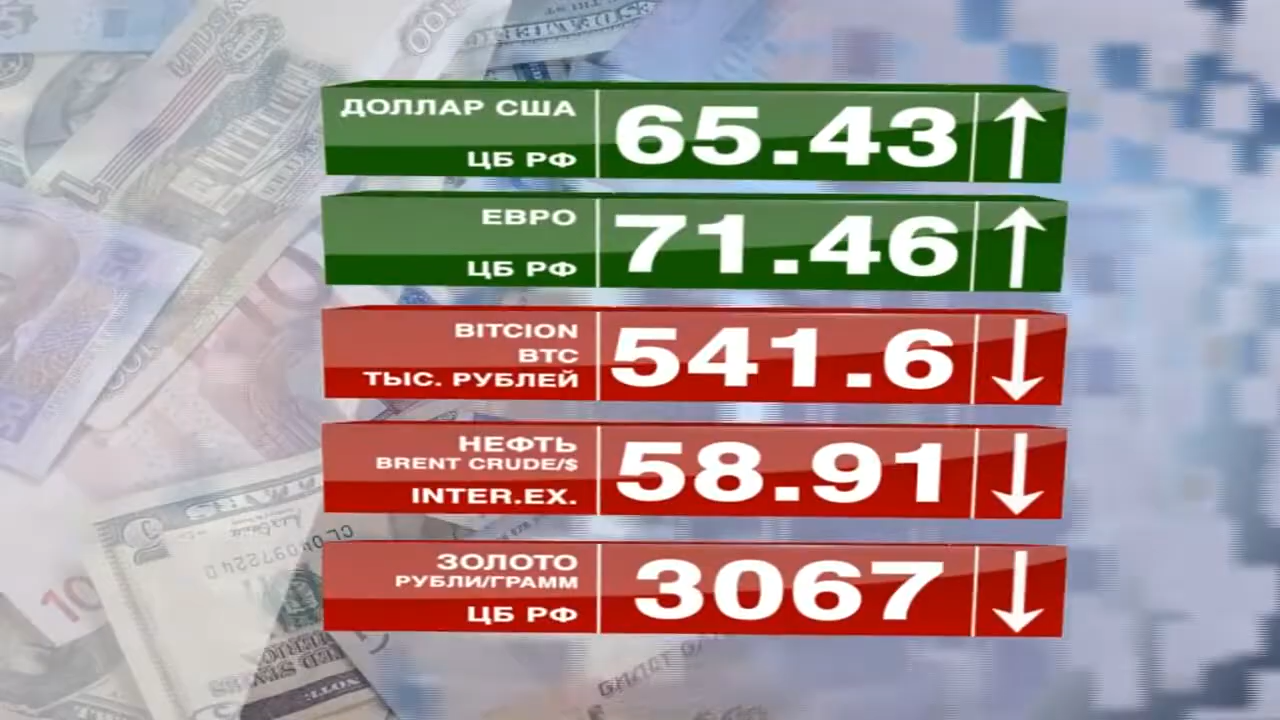 ДОЛЛАР США
ЦБ РФ
65.43
ЕВРО
ЦБ РФ
71.46
BITCION
BTC
ТЫС. РУБЛЕЙ
541.6
НЕФТЬ
BRENT CRUDE/$
INTER.EX.
58.91
ЗОЛОТО
РУБЛИ/ГРАММ
ЦБ РФ
3067